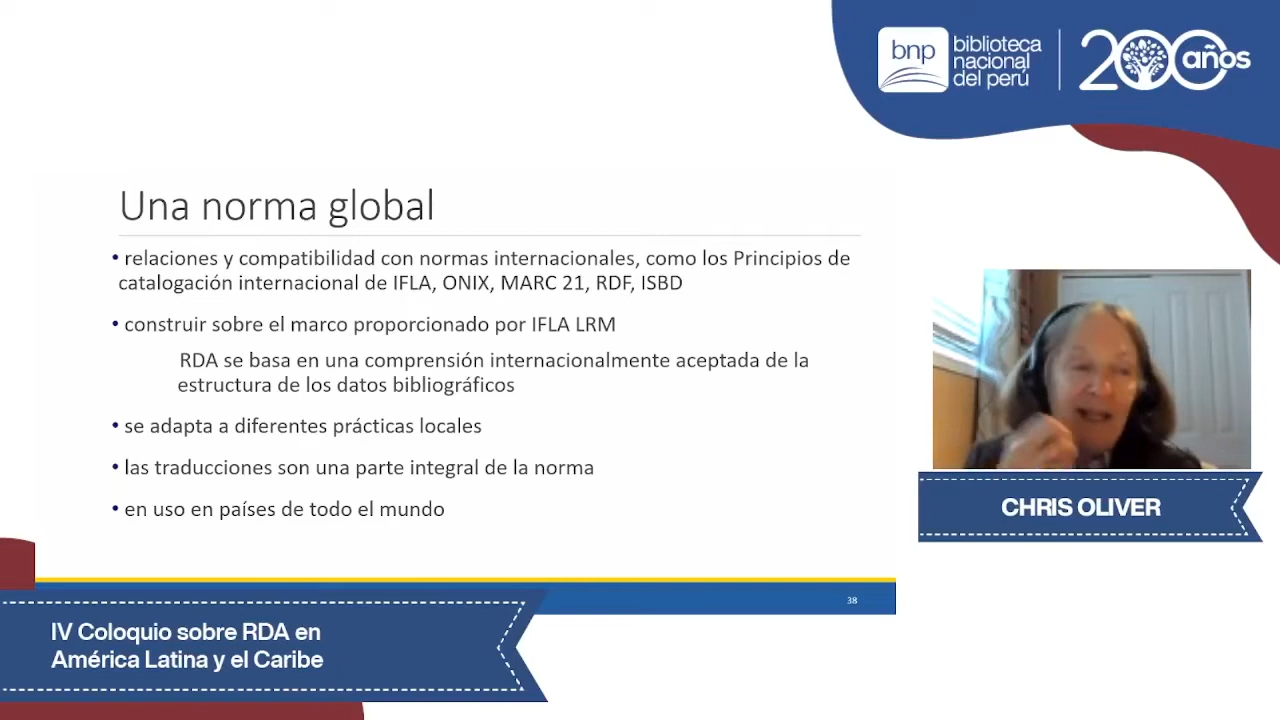 bnp
biblioteca
nacional
del perú
200 años
Una norma global
• relaciones y compatibilidad con normas internacionales, como los Principios de
catalogación internacional de IFLA, ONIX, MARC 21, RDF, ISBD
• construir sobre el marco proporcionado por IFLA LRM
RDA se basa en una comprensión internacionalmente aceptada de la
estructura de los datos bibliográficos
• se adapta a diferentes prácticas locales
• las traducciones son una parte integral de la norma
• en uso en países de todo el mundo
CHRIS OLIVER
38
IV Coloquio sobre RDA en
América Latina y el Caribe